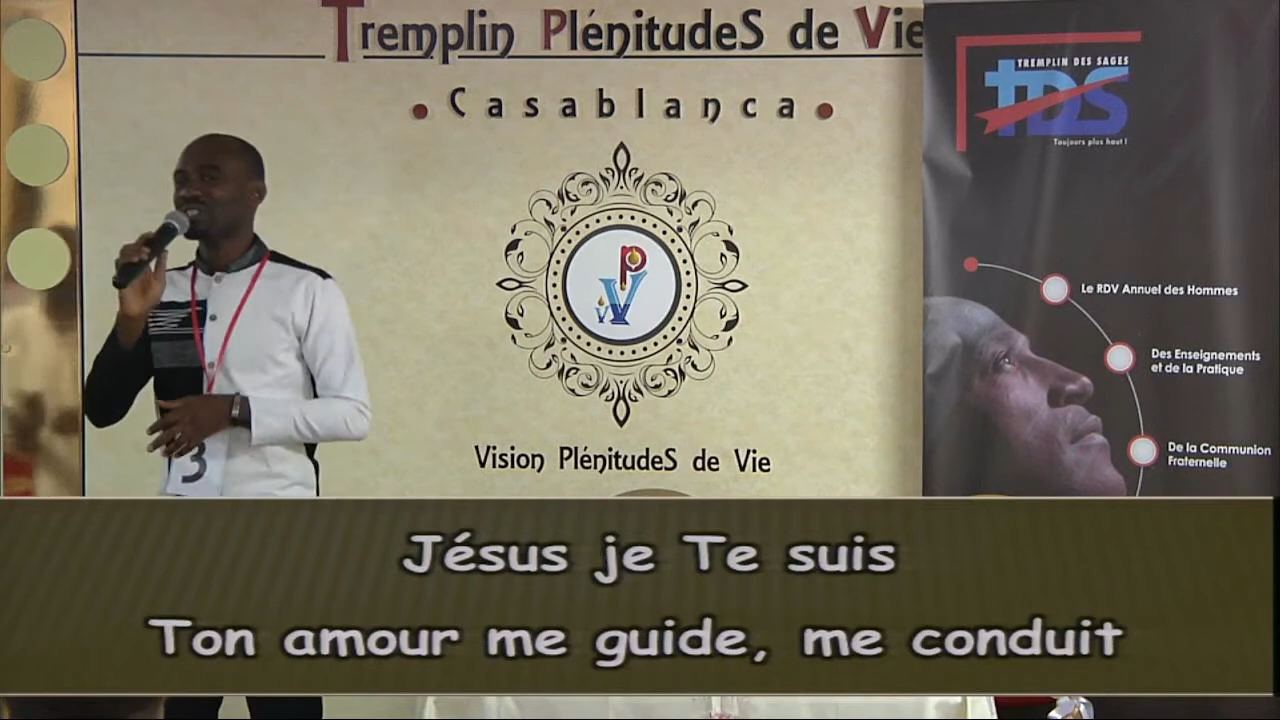 Tremplin PlénitudeS de Vie
• Casablanca •
TREMPLIN DES SAGES
TDS
Toujours plus haut !
PV
Le RDV Annuel des Hommes
Des Enseignements
et de la Pratique
De la Communion
Fraternelle
3
Vision PlénitudeS de Vie
Jésus je Te suis
Ton amour me guide, me conduit